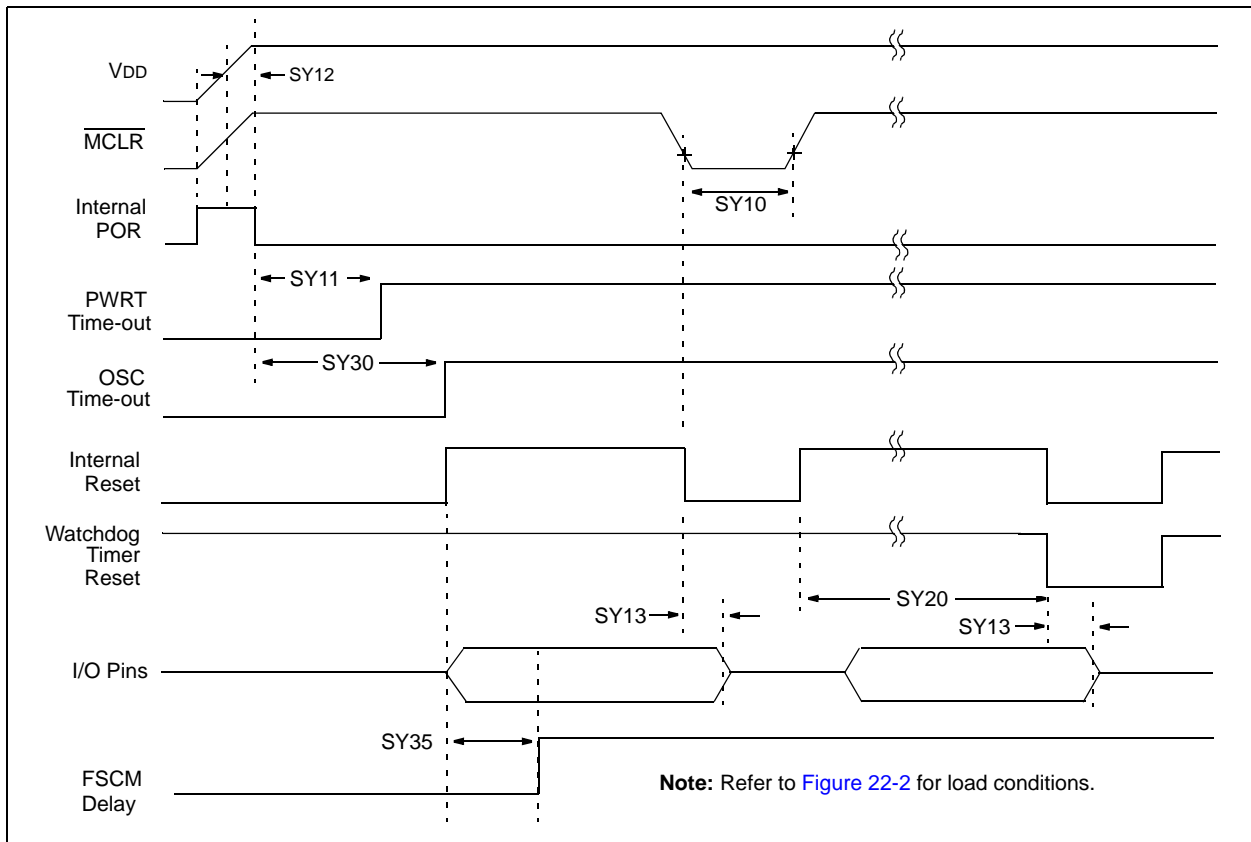 VDD
SY12
MCLR
SY10
Internal
POR
SY11
PWRT
Time-out
SY30
OSC
Time-out
Internal
Reset
Watchdog
Timer
Reset
SY20
SY13
SY13
I/O Pins
SY35
FSCM
Delay
Note: Refer to Figure 22-2 for load conditions.